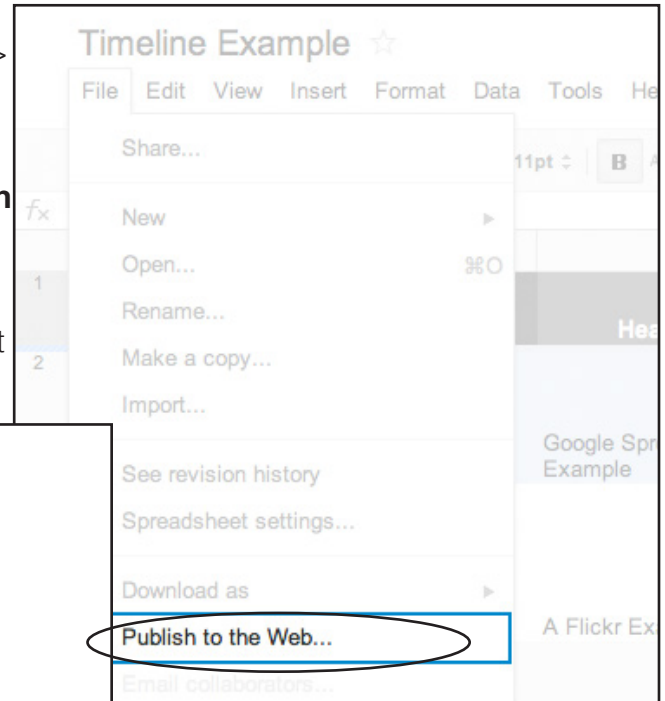 Timeline Example
File Edit View Insert Format Data Tools He
Share...
11pt B
fx
New
Open... ⌘O
1
Rename...
Hea
2
Make a copy...
Import...
Google Spr
Example
See revision history
Spreadsheet settings...
Download as
A Flickr Ex
Publish to the Web...
Email collaborators...